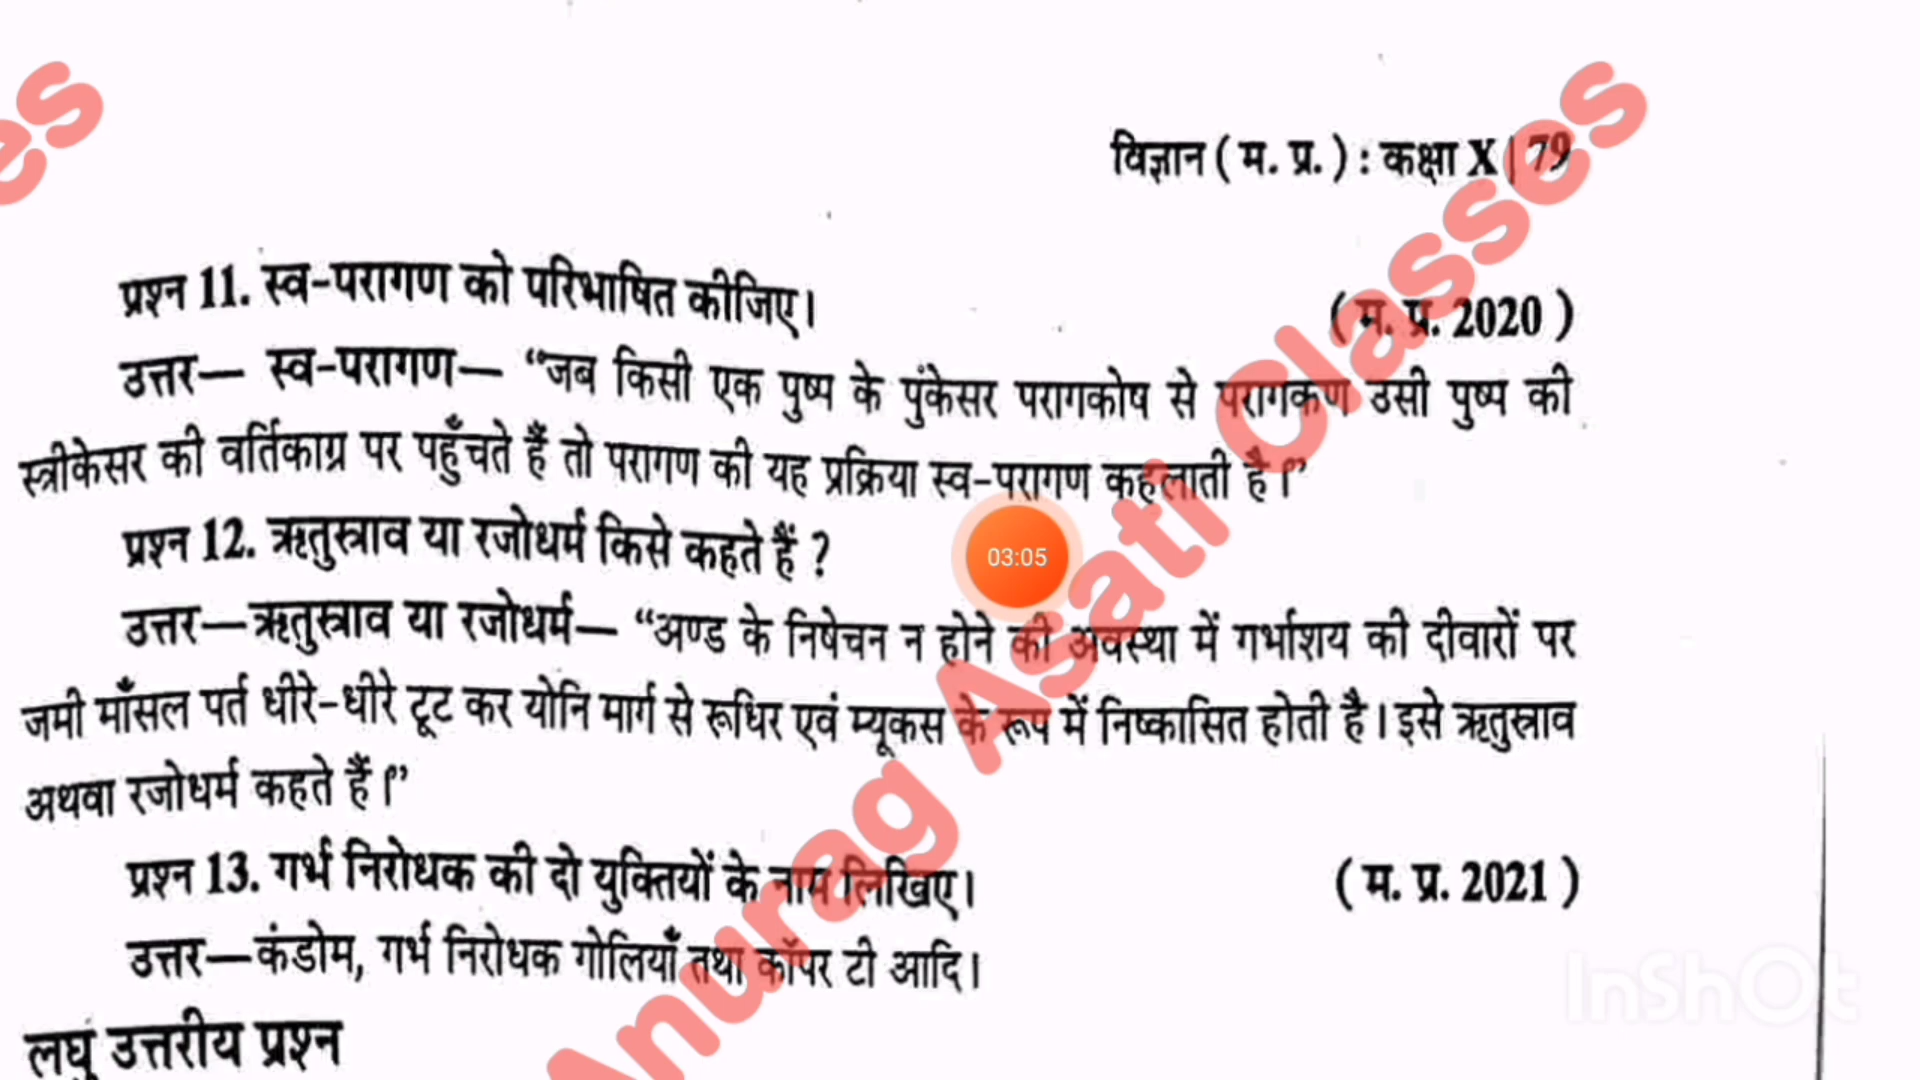 विज्ञान ( म. प्र. ) : कक्षा X | 79
प्रश्न 11. स्व-परागण को परिभाषित कीजिए।
( म. प्र. 2020 )
उत्तर— स्व-परागण— “जब किसी एक पुष्प के पुंकेसर परागकोष से परागकण उसी पुष्प की
स्त्रीकेसर की वर्तिकाग्र पर पहुँचते हैं तो परागण की यह प्रक्रिया स्व-परागण कहलाती है।”
प्रश्न 12. ऋतुस्त्राव या रजोधर्म किसे कहते हैं ?
03:05
उत्तर—ऋतुस्त्राव या रजोधर्म— “अण्ड के निषेचन न होने की अवस्था में गर्भाशय की दीवारों पर
जमी माँसल पर्त धीरे-धीरे टूट कर योनि मार्ग से रूधिर एवं म्यूकस के रूप में निष्कासित होती है। इसे ऋतुस्त्राव
अथवा रजोधर्म कहते हैं।”
प्रश्न 13. गर्भ निरोधक की दो युक्तियों के नाम लिखिए।
( म. प्र. 2021 )
उत्तर—कंडोम, गर्भ निरोधक गोलियाँ तथा कॉपर टी आदि।
लघु उत्तरीय प्रश्न
Anurag Asati Classes
es
InShOt